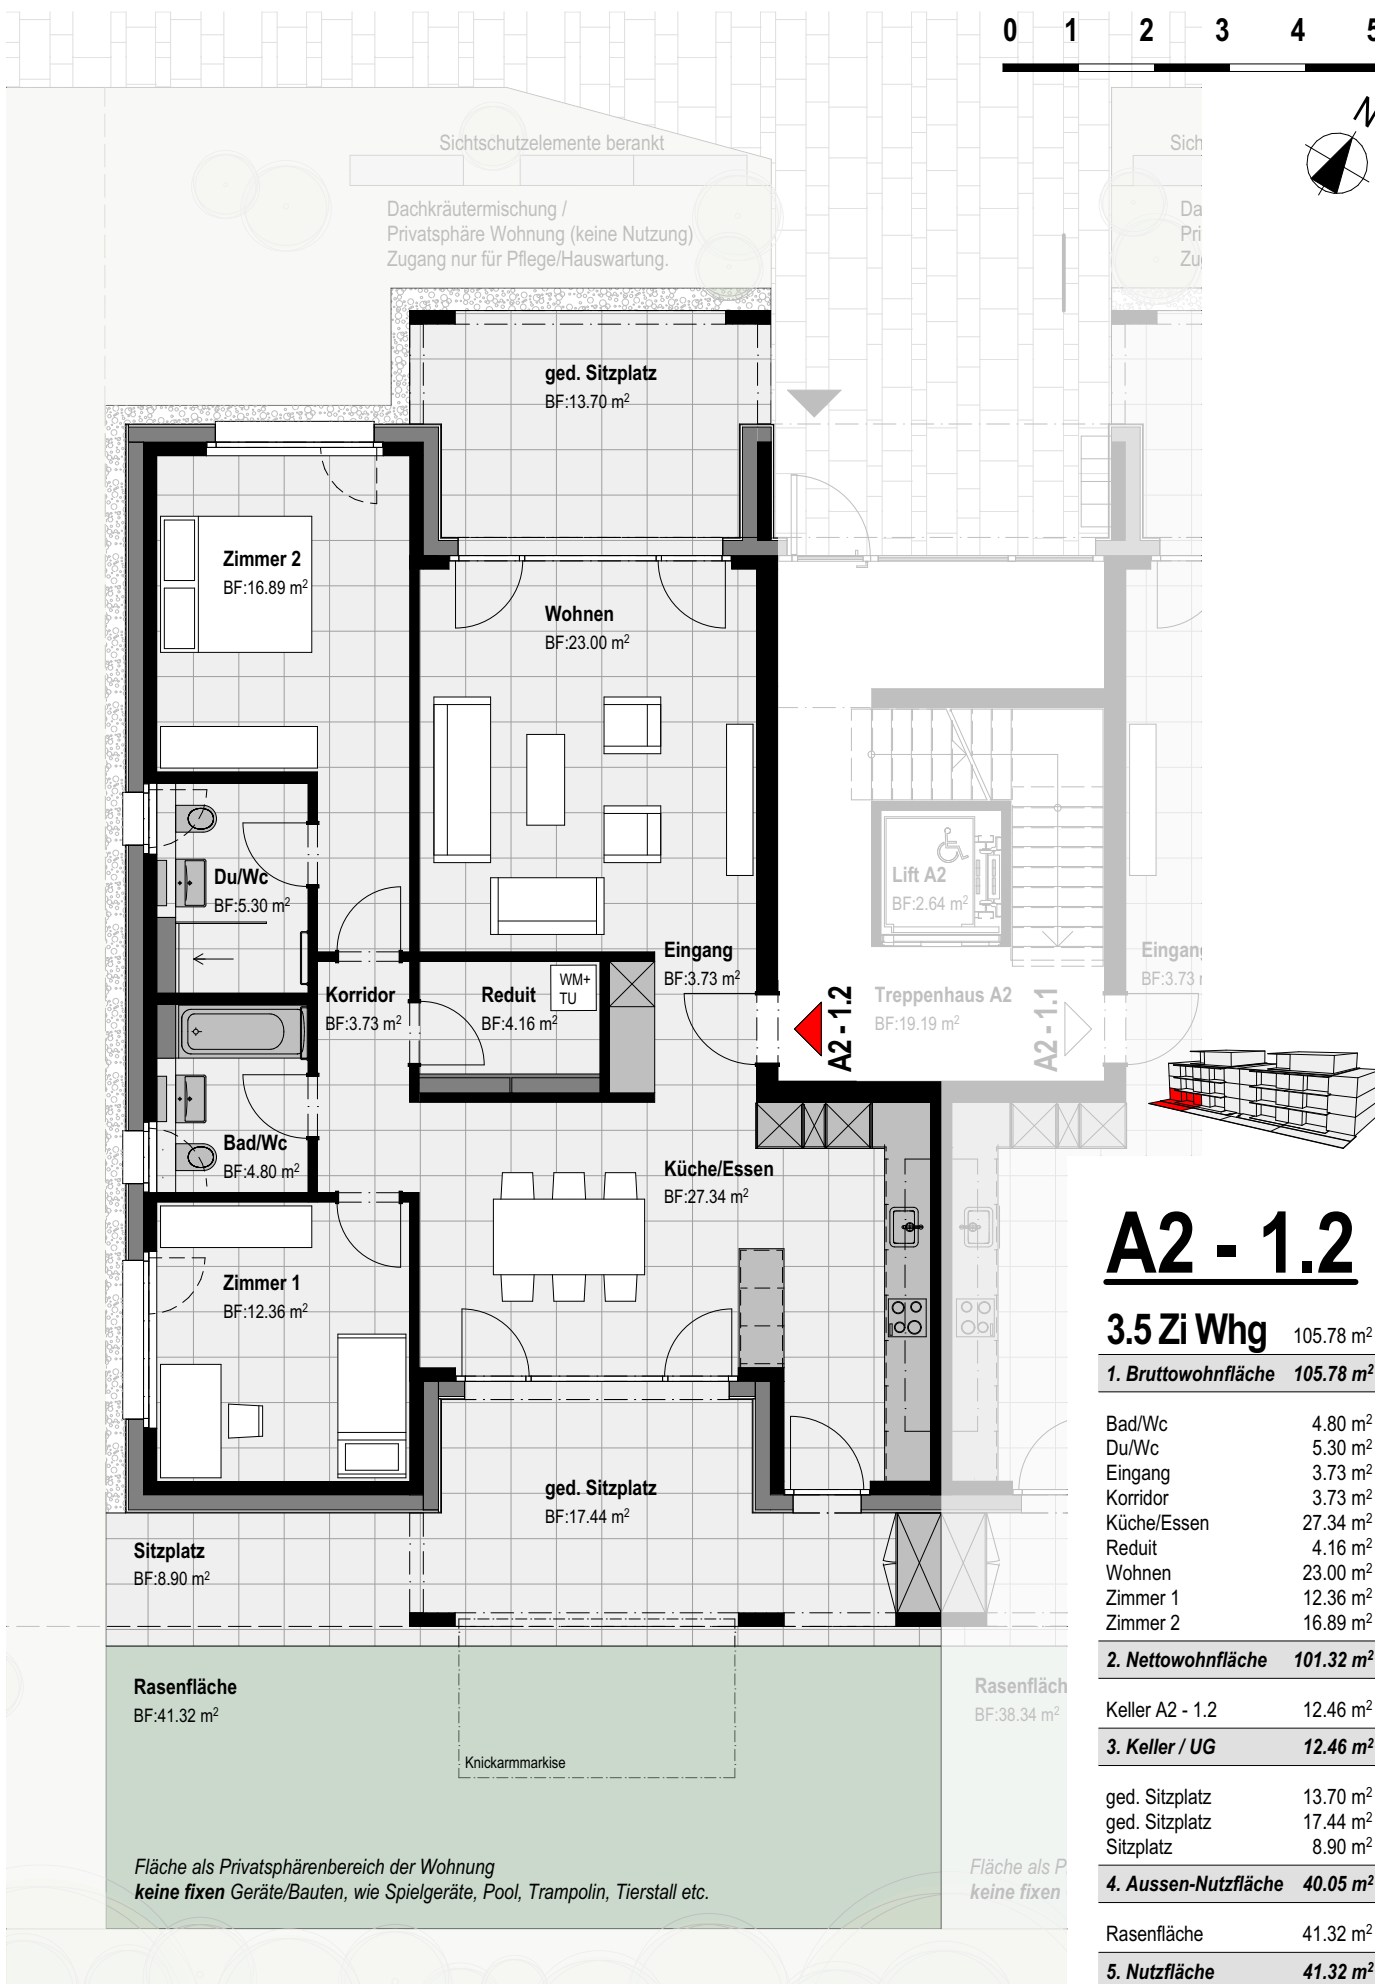 0 1 2 3 4 5
N
Sichtschutzelemente berankt
Sich
Dachkräutermischung /
Privatsphäre Wohnung (keine Nutzung)
Zugang nur für Pflege/Hauswartung.
Da
Pri
Zug
ged. Sitzplatz
BF:13.70 m²
Zimmer 2
BF:16.89 m²
Wohnen
BF:23.00 m²
Du/Wc
BF:5.30 m²
Lift A2
BF:2.64 m²
Eingang
BF:3.73 m²
Eingang
BF:3.73 m
Korridor
BF:3.73 m²
Reduit
BF:4.16 m²
WM+
TU
A2 - 1.2
Treppenhaus A2
BF:19.19 m²
A2 - 1.1
Bad/Wc
BF:4.80 m²
Küche/Essen
BF:27.34 m²
Zimmer 1
BF:12.36 m²
ged. Sitzplatz
BF:17.44 m²
Sitzplatz
BF:8.90 m²
Rasenfläche
BF:41.32 m²
Rasenfläch
BF:38.34 m²
Knickarmmarkise
Fläche als Privatsphärenbereich der Wohnung
keine fixen Geräte/Bauten, wie Spielgeräte, Pool, Trampolin, Tierstall etc.
Fläche als P
keine fixen
A2 - 1.2
3.5 Zi Whg 105.78 m²
1. Bruttowohnfläche 105.78 m²
Bad/Wc 4.80 m²
Du/Wc 5.30 m²
Eingang 3.73 m²
Korridor 3.73 m²
Küche/Essen 27.34 m²
Reduit 4.16 m²
Wohnen 23.00 m²
Zimmer 1 12.36 m²
Zimmer 2 16.89 m²
2. Nettowohnfläche 101.32 m²
Keller A2 - 1.2 12.46 m²
3. Keller / UG 12.46 m²
ged. Sitzplatz 13.70 m²
ged. Sitzplatz 17.44 m²
Sitzplatz 8.90 m²
4. Aussen-Nutzfläche 40.05 m²
Rasenfläche 41.32 m²
5. Nutzfläche 41.32 m²